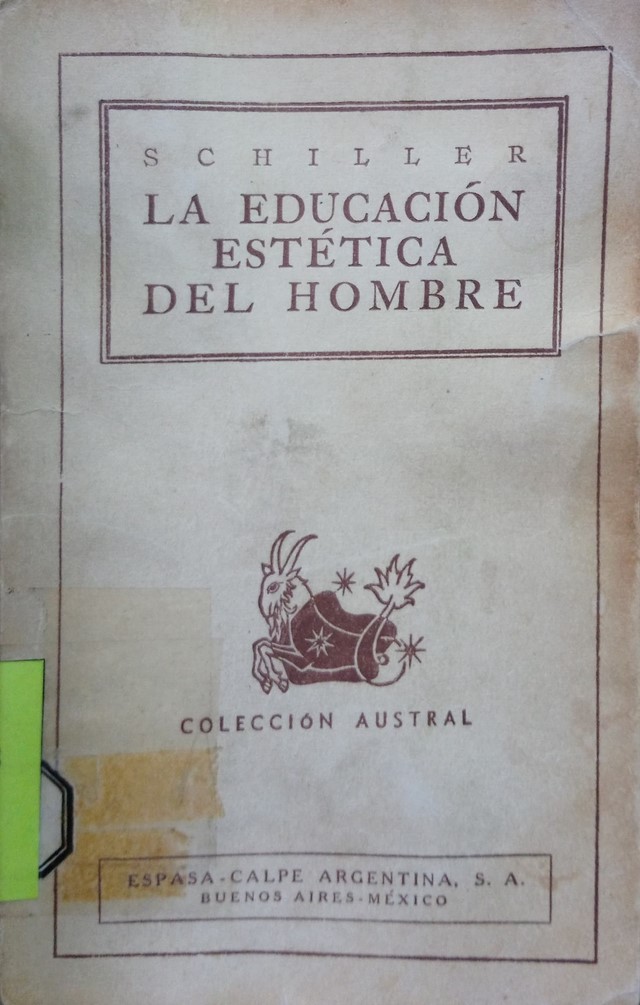 SCHILLER
LA EDUCACIÓN
ESTÉTICA
DEL HOMBRE
COLECCIÓN AUSTRAL
ESPASA-CALPE ARGENTINA, S. A.
BUENOS AIRES-MÉXICO